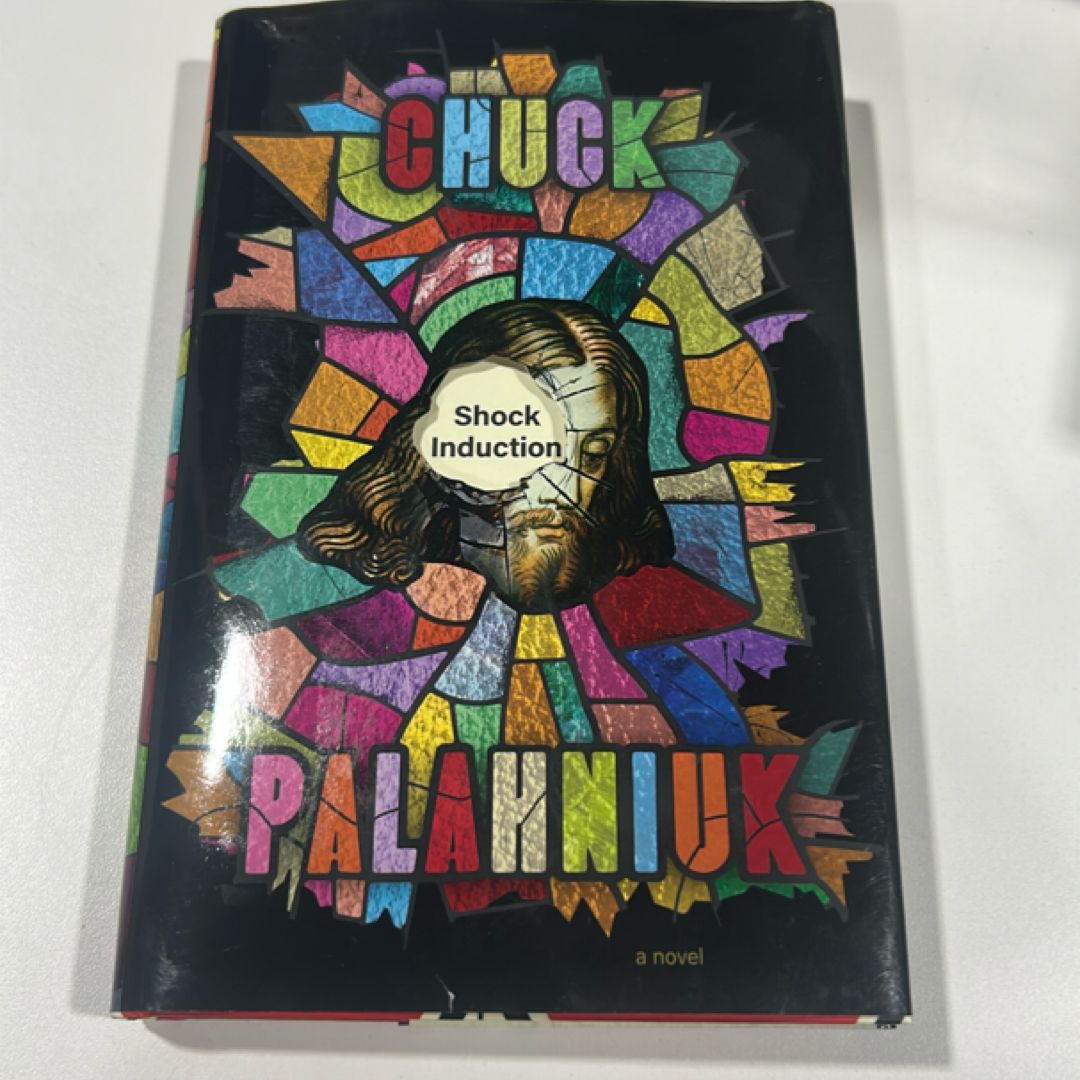 CHUCK
Shock
Induction
PALAHNIUK
a novel